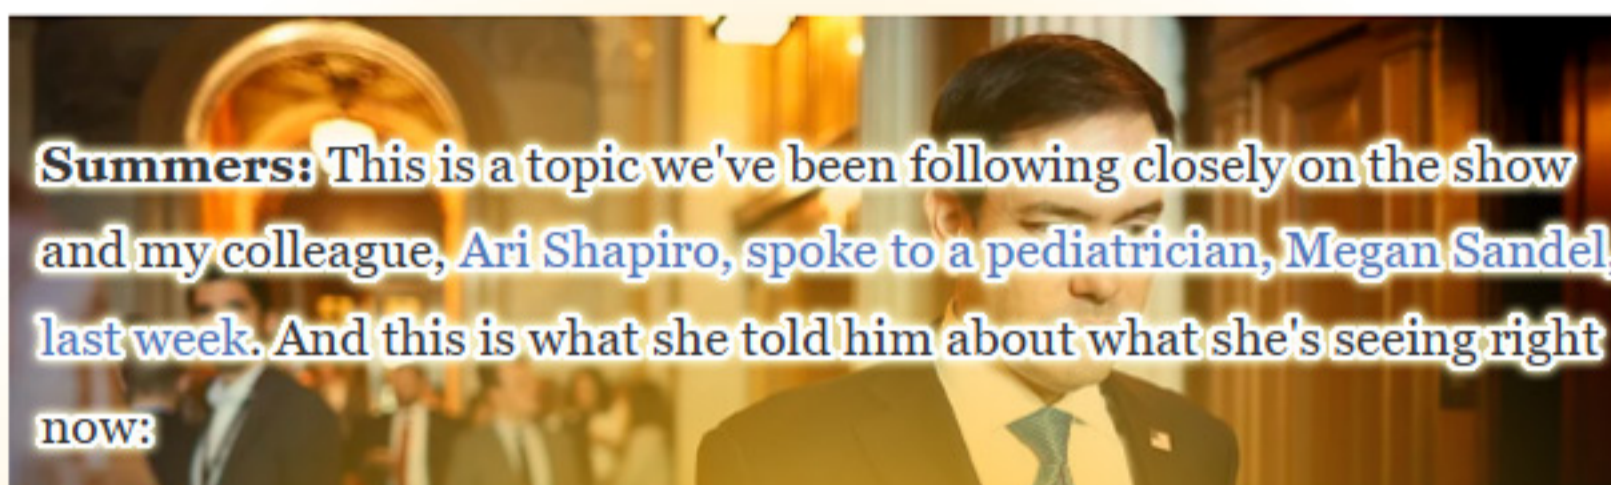 Summers: This is a topic we've been following closely on the show
and my colleague, Ari Shapiro, spoke to a pediatrician, Megan Sandel,
last week. And this is what she told him about what she's seeing right
now: